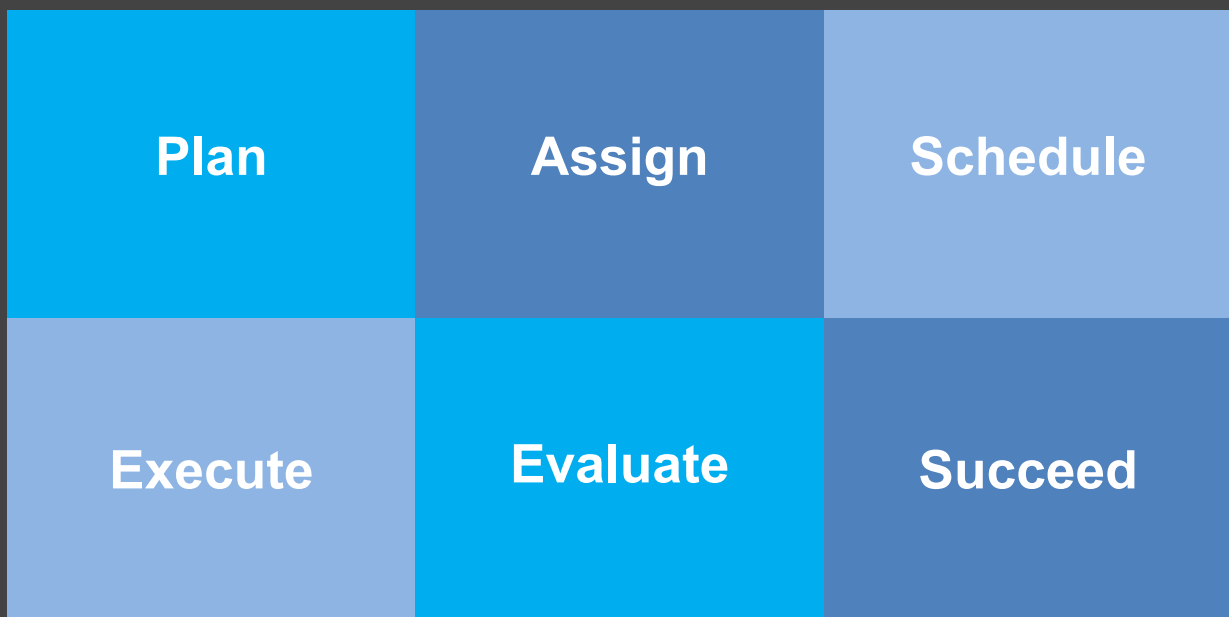 Plan
Assign
Schedule
Execute
Evaluate
Succeed